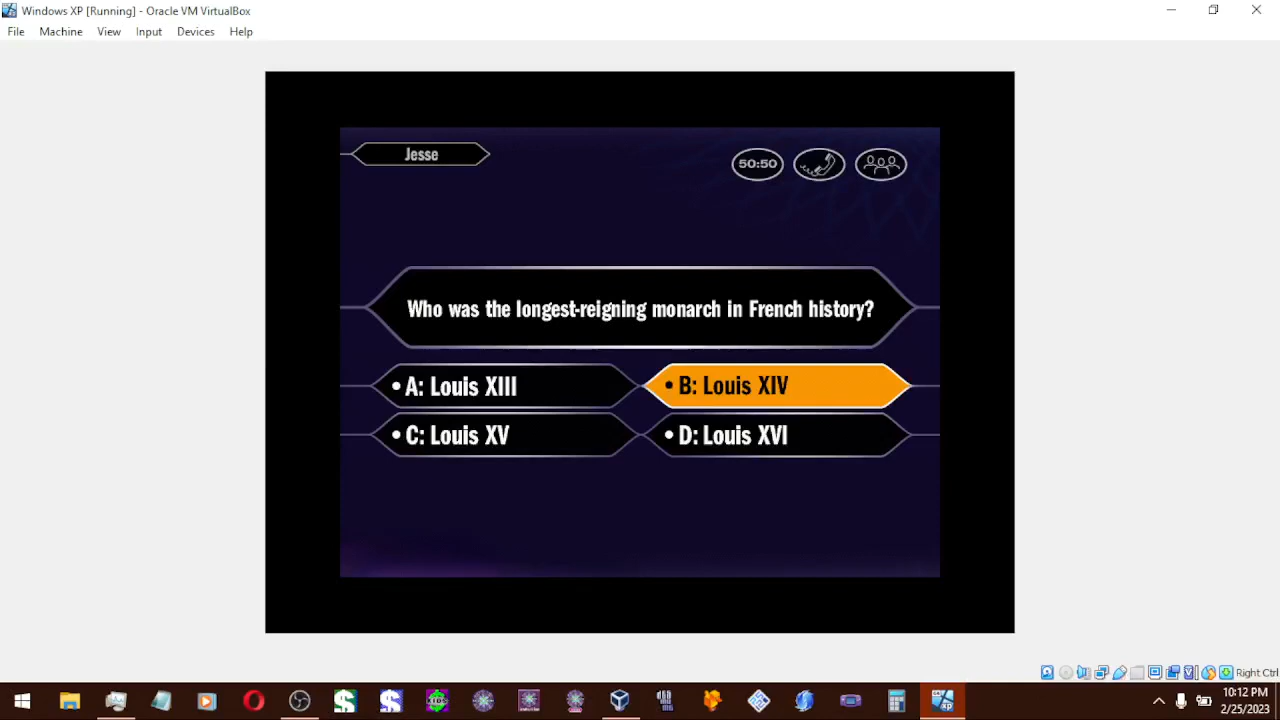 Windows XP [Running] - Oracle VM VirtualBox
File Machine View Input Devices Help
Jesse
50:50
Who was the longest-reigning monarch in French history?
• A: Louis XIII
• B: Louis XIV
• C: Louis XV
• D: Louis XVI
Right Ctrl
10:12 PM
2/25/2023